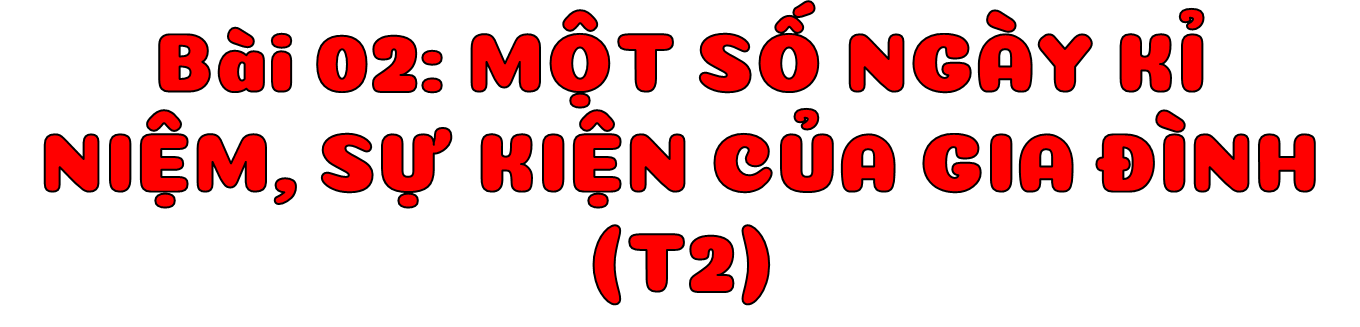 Bài 02: MỘT SỐ NGÀY KỈ
NIỆM, SỰ KIỆN CỦA GIA ĐÌNH
(T2)